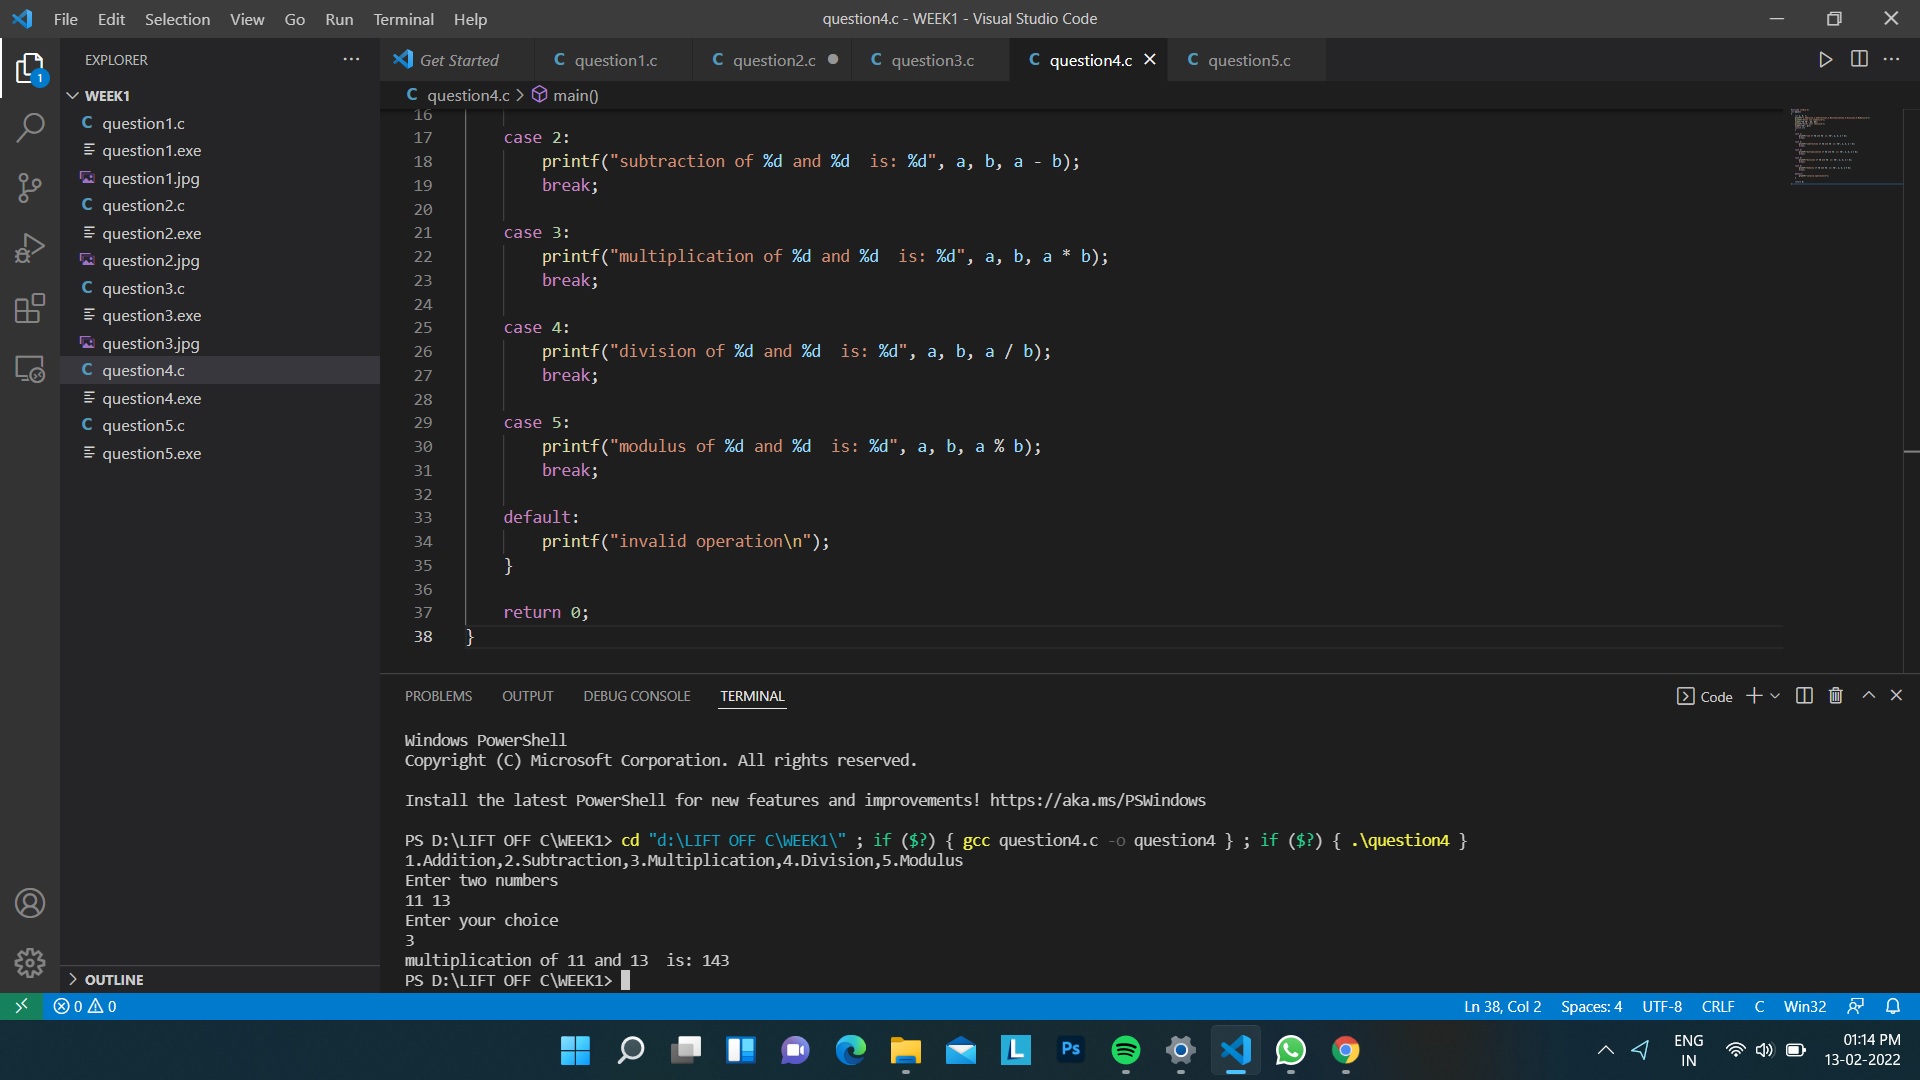 File Edit Selection View Go Run Terminal Help
question4.c - WEEK1 - Visual Studio Code
EXPLORER
Get Started
C question1.c
C question2.c
C question3.c
C question4.c
C question5.c
1
WEEK1
C question4.c > main()
C question1.c
question1.exe
question1.jpg
C question2.c
question2.exe
question2.jpg
C question3.c
question3.exe
question3.jpg
C question4.c
question4.exe
C question5.c
question5.exe
OUTLINE
16
17 case 2:
18 printf("subtraction of %d and %d  is: %d", a, b, a - b);
19 break;
20
21 case 3:
22 printf("multiplication of %d and %d  is: %d", a, b, a * b);
23 break;
24
25 case 4:
26 printf("division of %d and %d  is: %d", a, b, a / b);
27 break;
28
29 case 5:
30 printf("modulus of %d and %d  is: %d", a, b, a % b);
31 break;
32
33 default:
34 printf("invalid operation\n");
35 }
36
37 return 0;
38 }
PROBLEMS OUTPUT DEBUG CONSOLE TERMINAL
Code
Windows PowerShell
Copyright (C) Microsoft Corporation. All rights reserved.
Install the latest PowerShell for new features and improvements! https://aka.ms/PSWindows
PS D:\LIFT OFF C\WEEK1> cd "d:\LIFT OFF C\WEEK1\" ; if ($?) { gcc question4.c -o question4 } ; if ($?) { .\question4 }
1.Addition,2.Subtraction,3.Multiplication,4.Division,5.Modulus
Enter two numbers
11 13
Enter your choice
3
multiplication of 11 and 13  is: 143
PS D:\LIFT OFF C\WEEK1>
0 0
Ln 38, Col 2 Spaces: 4 UTF-8 CRLF C Win32
L
Ps
ENG
IN
01:14 PM
13-02-2022